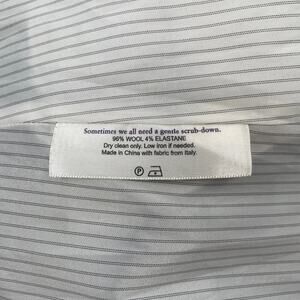 Sometimes we all need a gentle scrub-down.
96% WOOL 4% ELASTANE
Dry clean only. Low iron if needed.
Made in China with fabric from Italy.
P